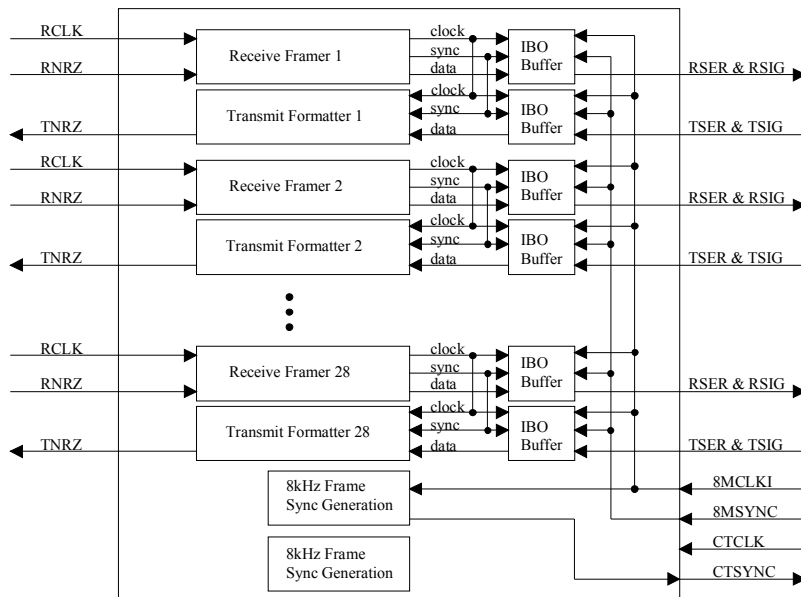 RCLK
Receive Framer 1
clock
sync
data
IBO
Buffer
RNRZ
RSER & RSIG
Transmit Formatter 1
clock
sync
data
IBO
Buffer
TNRZ
TSER & TSIG
RCLK
Receive Framer 2
clock
sync
data
IBO
Buffer
RNRZ
RSER & RSIG
Transmit Formatter 2
clock
sync
data
IBO
Buffer
TNRZ
TSER & TSIG
RCLK
Receive Framer 28
clock
sync
data
IBO
Buffer
RNRZ
RSER & RSIG
Transmit Formatter 28
clock
sync
data
IBO
Buffer
TNRZ
TSER & TSIG
8kHz Frame
Sync Generation
8MCLKI
8MSYNC
CTCLK
8kHz Frame
Sync Generation
CTSYNC